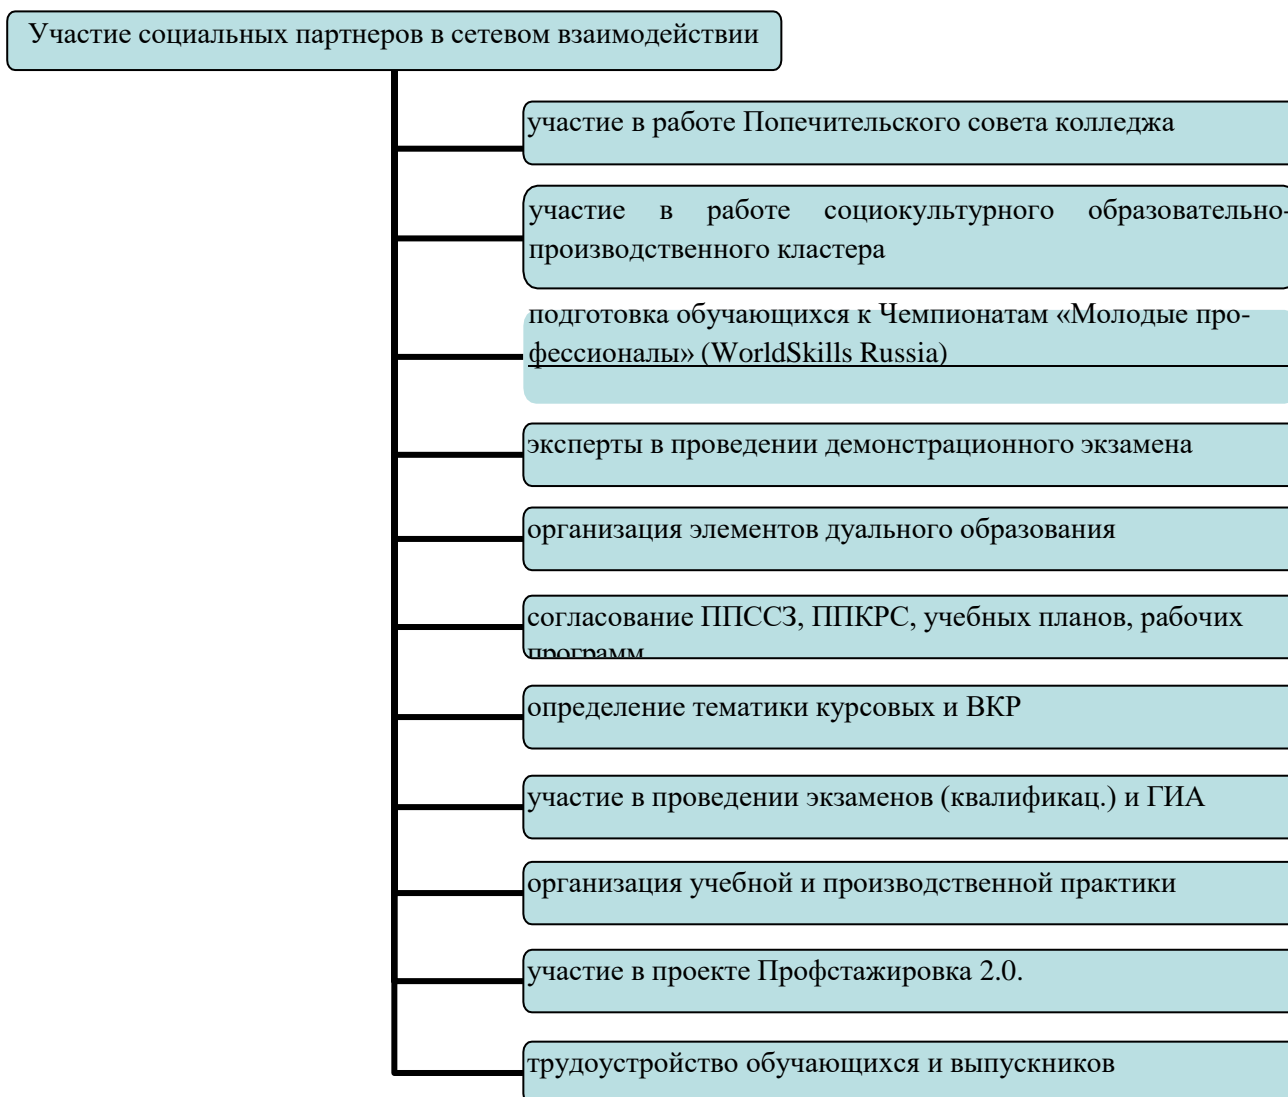 Участие социальных партнеров в сетевом взаимодействии
участие в работе Попечительского совета колледжа
участие в работе социокультурного образовательно-
производственного кластера
подготовка обучающихся к Чемпионатам «Молодые про-
фессионалы» (WorldSkills Russia)
эксперты в проведении демонстрационного экзамена
организация элементов дуального образования
согласование ППССЗ, ППКРС, учебных планов, рабочих
программ
определение тематики курсовых и ВКР
участие в проведении экзаменов (квалификац.) и ГИА
организация учебной и производственной практики
участие в проекте Профстажировка 2.0.
трудоустройство обучающихся и выпускников